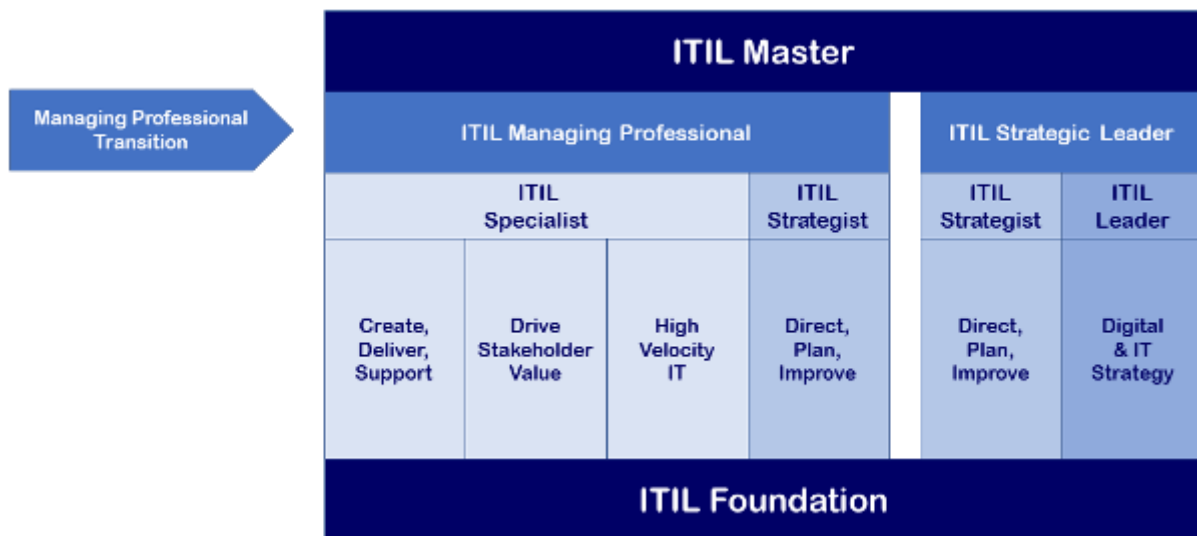 ITIL Master
Managing Professional
Transition
ITIL Managing Professional
ITIL Strategic Leader
ITIL
Specialist
ITIL
Strategist
ITIL
Strategist
ITIL
Leader
Create,
Deliver,
Support
Drive
Stakeholder
Value
High
Velocity
IT
Direct,
Plan,
Improve
Direct,
Plan,
Improve
Digital
& IT
Strategy
ITIL Foundation